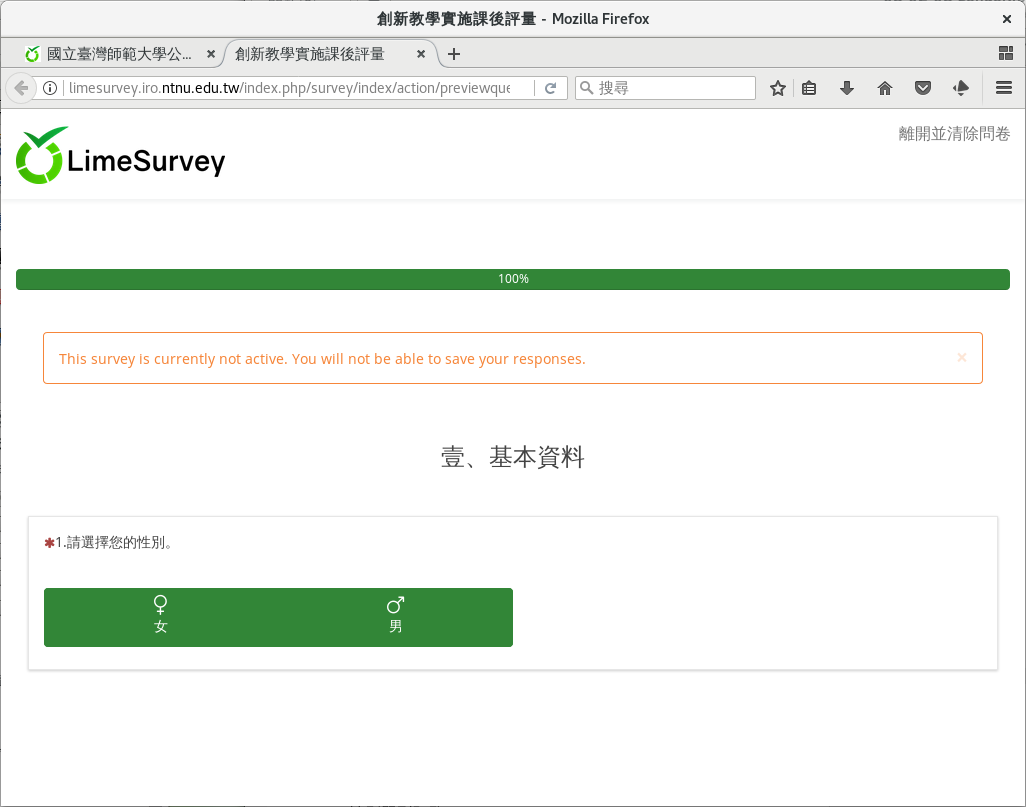 創新教學實施課後評量 - Mozilla Firefox
國立臺灣師範大學公... 創新教學實施課後評量
limesurvey.iro.ntnu.edu.tw/index.php/survey/index/action/previewque 搜尋
LimeSurvey 離開並清除問卷
100%
This survey is currently not active. You will not be able to save your responses.
壹、基本資料
✱1.請選擇您的性別。
女 男